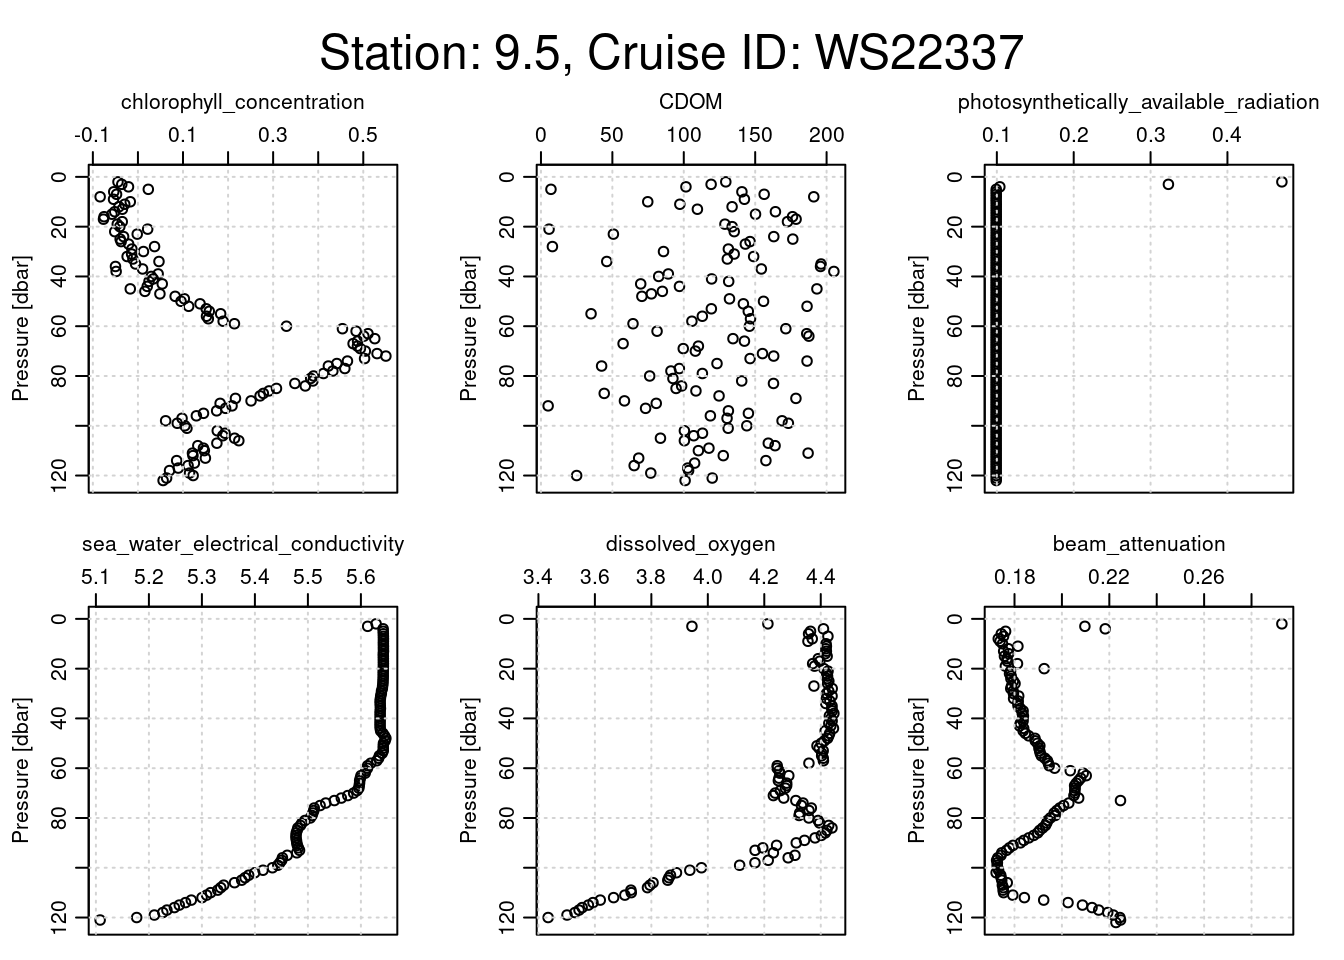 Station: 9.5, Cruise ID: WS22337
chlorophyll_concentration
-0.1 0.1 0.3 0.5
Pressure [dbar]
0
20
40
60
80
120
CDOM
0 50 100 150 200
Pressure [dbar]
0
20
40
60
80
120
photosynthetically_available_radiation
0.1 0.2 0.3 0.4
Pressure [dbar]
0
20
40
60
80
120
sea_water_electrical_conductivity
5.1 5.2 5.3 5.4 5.5 5.6
Pressure [dbar]
0
20
40
60
80
120
dissolved_oxygen
3.4 3.6 3.8 4.0 4.2 4.4
Pressure [dbar]
0
20
40
60
80
120
beam_attenuation
0.18 0.22 0.26
Pressure [dbar]
0
20
40
60
80
120